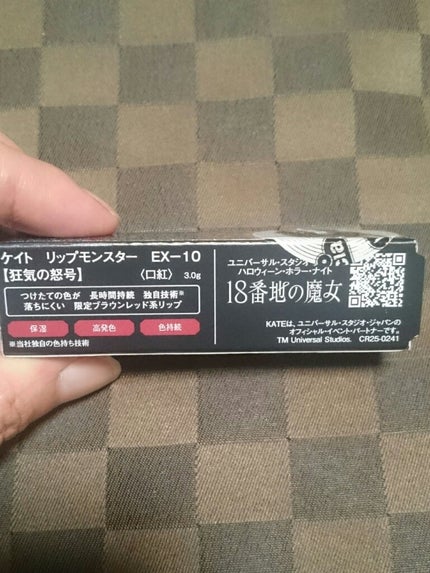 ケイト リップモンスター EX-10
【狂気の怒号】 〈口紅〉 3.0g
つけたての色が 長時間持続 独自技術※
落ちにくい 限定ブラウンレッド系リップ
保湿 高発色 色持続
※当社独自の色持ち技術
ユニバーサル・スタジオ
ハロウィーン・ホラー・ナイト
18番地の魔女
KATEは、ユニバーサル・スタジオ・ジャパンの
オフィシャル・イベント・パートナーです。
TM Universal Studios. CR25-0241